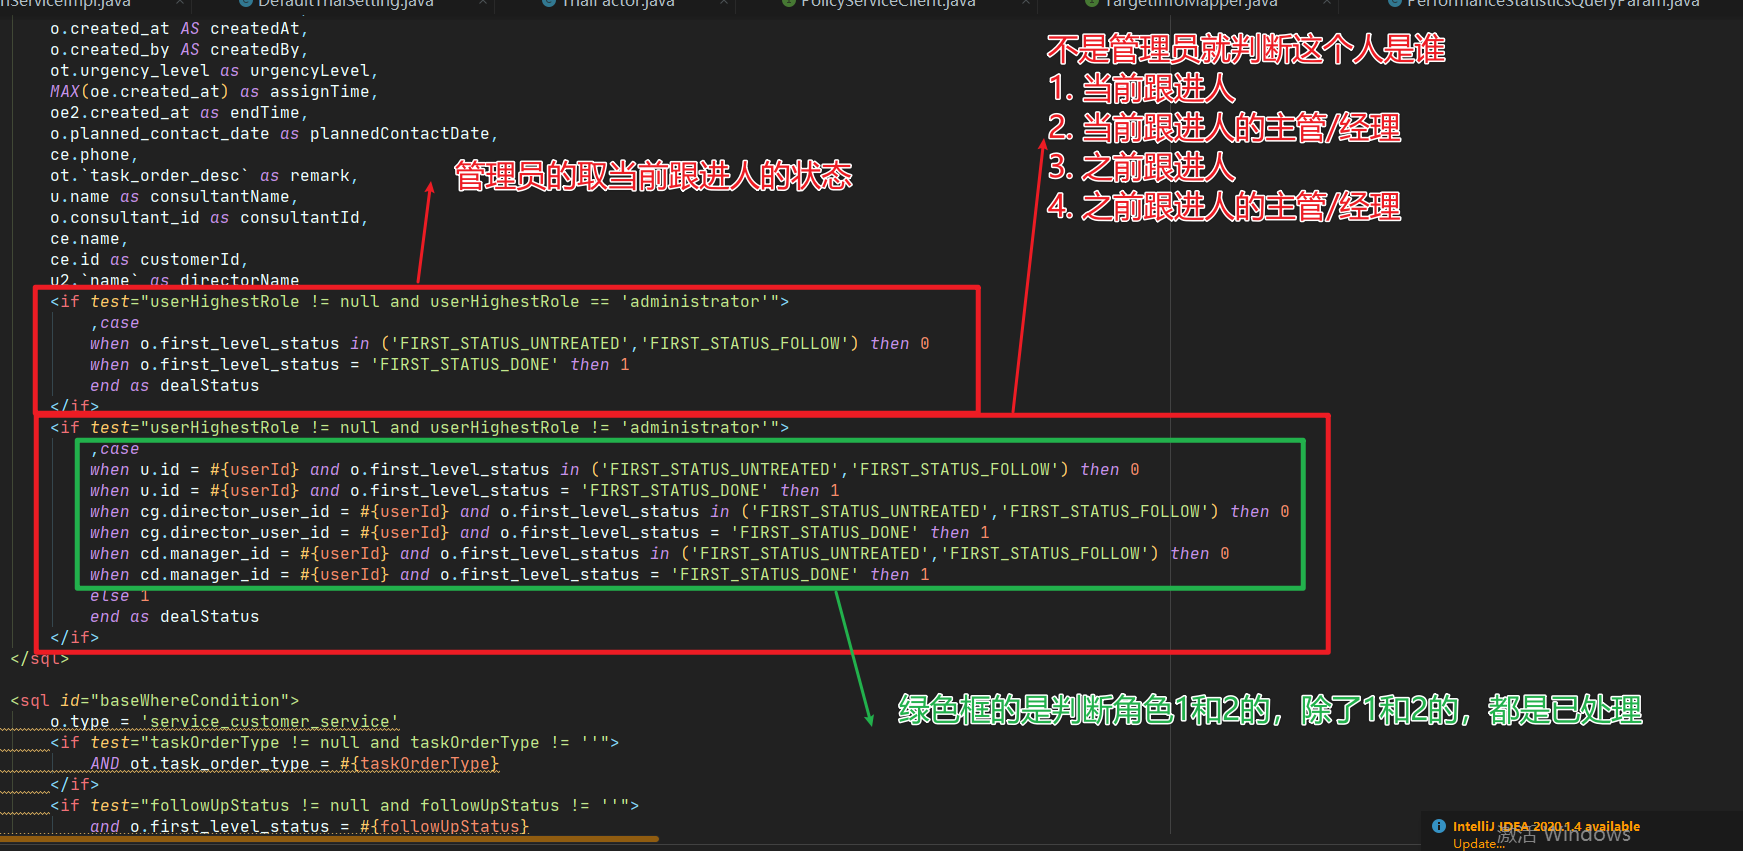 nServiceImpl.java DefaultThalSetting.java ThalFactor.java PolicyServiceClient.java TargetInfoMapper.java PerformanceStatisticsQueryParam.java
o.created_at AS createdAt,
o.created_by AS createdBy,
ot.urgency_level as urgencyLevel,
MAX(oe.created_at) as assignTime,
oe2.created_at as endTime,
o.planned_contact_date as plannedContactDate,
ce.phone,
ot.`task_order_desc` as remark,
u.name as consultantName,
o.consultant_id as consultantId,
ce.name,
ce.id as customerId,
u2.`name` as directorName
<if test="userHighestRole != null and userHighestRole == 'administrator'">
,case
when o.first_level_status in ('FIRST_STATUS_UNTREATED','FIRST_STATUS_FOLLOW') then 0
when o.first_level_status = 'FIRST_STATUS_DONE' then 1
end as dealStatus
</if>
<if test="userHighestRole != null and userHighestRole != 'administrator'">
,case
when u.id = #{userId} and o.first_level_status in ('FIRST_STATUS_UNTREATED','FIRST_STATUS_FOLLOW') then 0
when u.id = #{userId} and o.first_level_status = 'FIRST_STATUS_DONE' then 1
when cg.director_user_id = #{userId} and o.first_level_status in ('FIRST_STATUS_UNTREATED','FIRST_STATUS_FOLLOW') then 0
when cg.director_user_id = #{userId} and o.first_level_status = 'FIRST_STATUS_DONE' then 1
when cd.manager_id = #{userId} and o.first_level_status in ('FIRST_STATUS_UNTREATED','FIRST_STATUS_FOLLOW') then 0
when cd.manager_id = #{userId} and o.first_level_status = 'FIRST_STATUS_DONE' then 1
else 1
end as dealStatus
</if>
</sql>
<sql id="baseWhereCondition">
o.type = 'service_customer_service'
<if test="taskOrderType != null and taskOrderType != ''">
AND ot.task_order_type = #{taskOrderType}
</if>
<if test="followUpStatus != null and followUpStatus != ''">
and o.first_level_status = #{followUpStatus}
管理员的取当前跟进人的状态
不是管理员就判断这个人是谁
1. 当前跟进人
2. 当前跟进人的主管/经理
3. 之前跟进人
4. 之前跟进人的主管/经理
绿色框的是判断角色1和2的，除了1和2的，都是已处理
IntelliJ IDEA 2020.1.4 available
Update...
激活 Windows